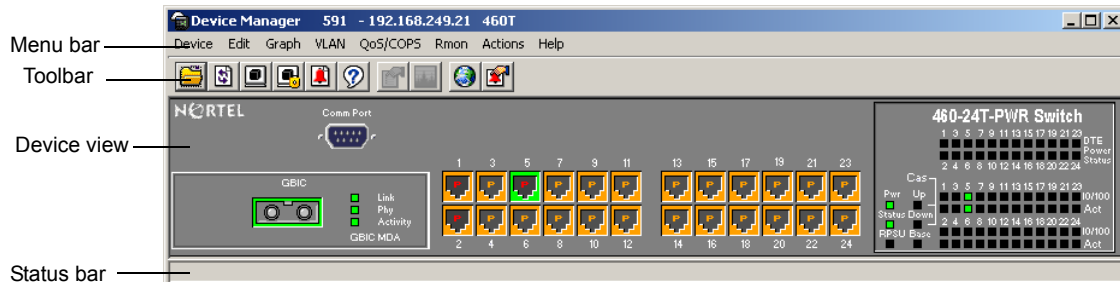 Device Manager 591 - 192.168.249.21 460T
Menu bar
Device Edit Graph VLAN QoS/COPS Rmon Actions Help
Toolbar
Device view
NORTEL
Comm Port
GBIC
Link
Phy
Activity
GBIC MDA
1 3 5 7 9 11 13 15 17 19 21 23
P P P P P P P P P P P P
P P P P P P P P P P P P
2 4 6 8 10 12 14 16 18 20 22 24
460-24T-PWR Switch
1 3 5 7 9 11 13 15 17 19 21 23
DTE
Power
Status
2 4 6 8 10 12 14 16 18 20 22 24
Cas
Pwr Up
1 3 5 7 9 11 13 15 17 19 21 23
10/100
Act
Status Down
2 4 6 8 10 12 14 16 18 20 22 24
RPSU Base
10/100
Act
Status bar